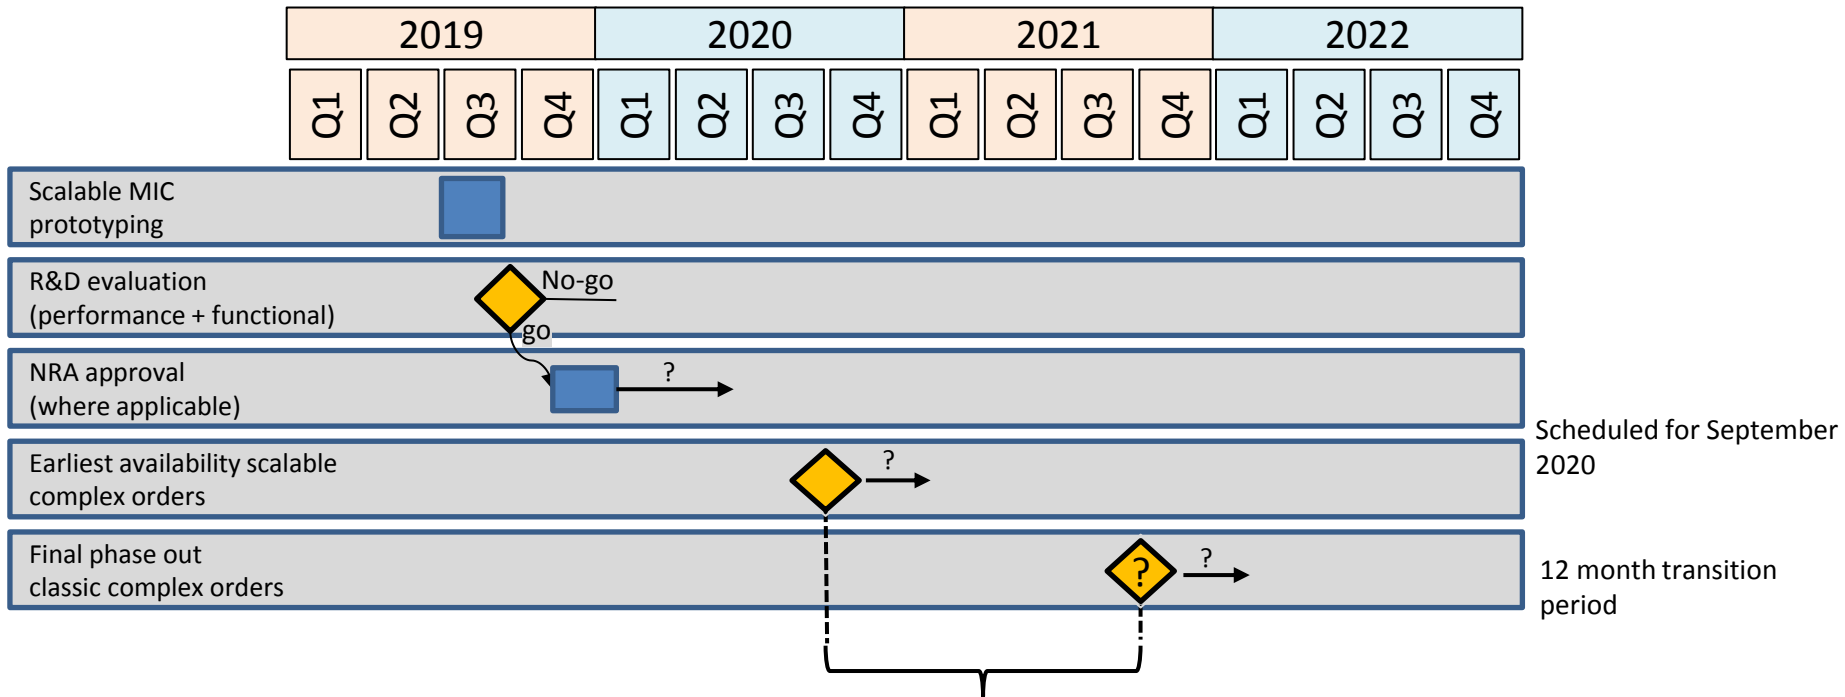 2019 2020 2021 2022
Q1 Q2 Q3 Q4 Q1 Q2 Q3 Q4 Q1 Q2 Q3 Q4 Q1 Q2 Q3 Q4
Scalable MIC
prototyping
R&D evaluation
(performance + functional)
No-go
go
NRA approval
(where applicable)
?
Earliest availability scalable
complex orders
?
Scheduled for September
2020
Final phase out
classic complex orders
?
?
12 month transition
period